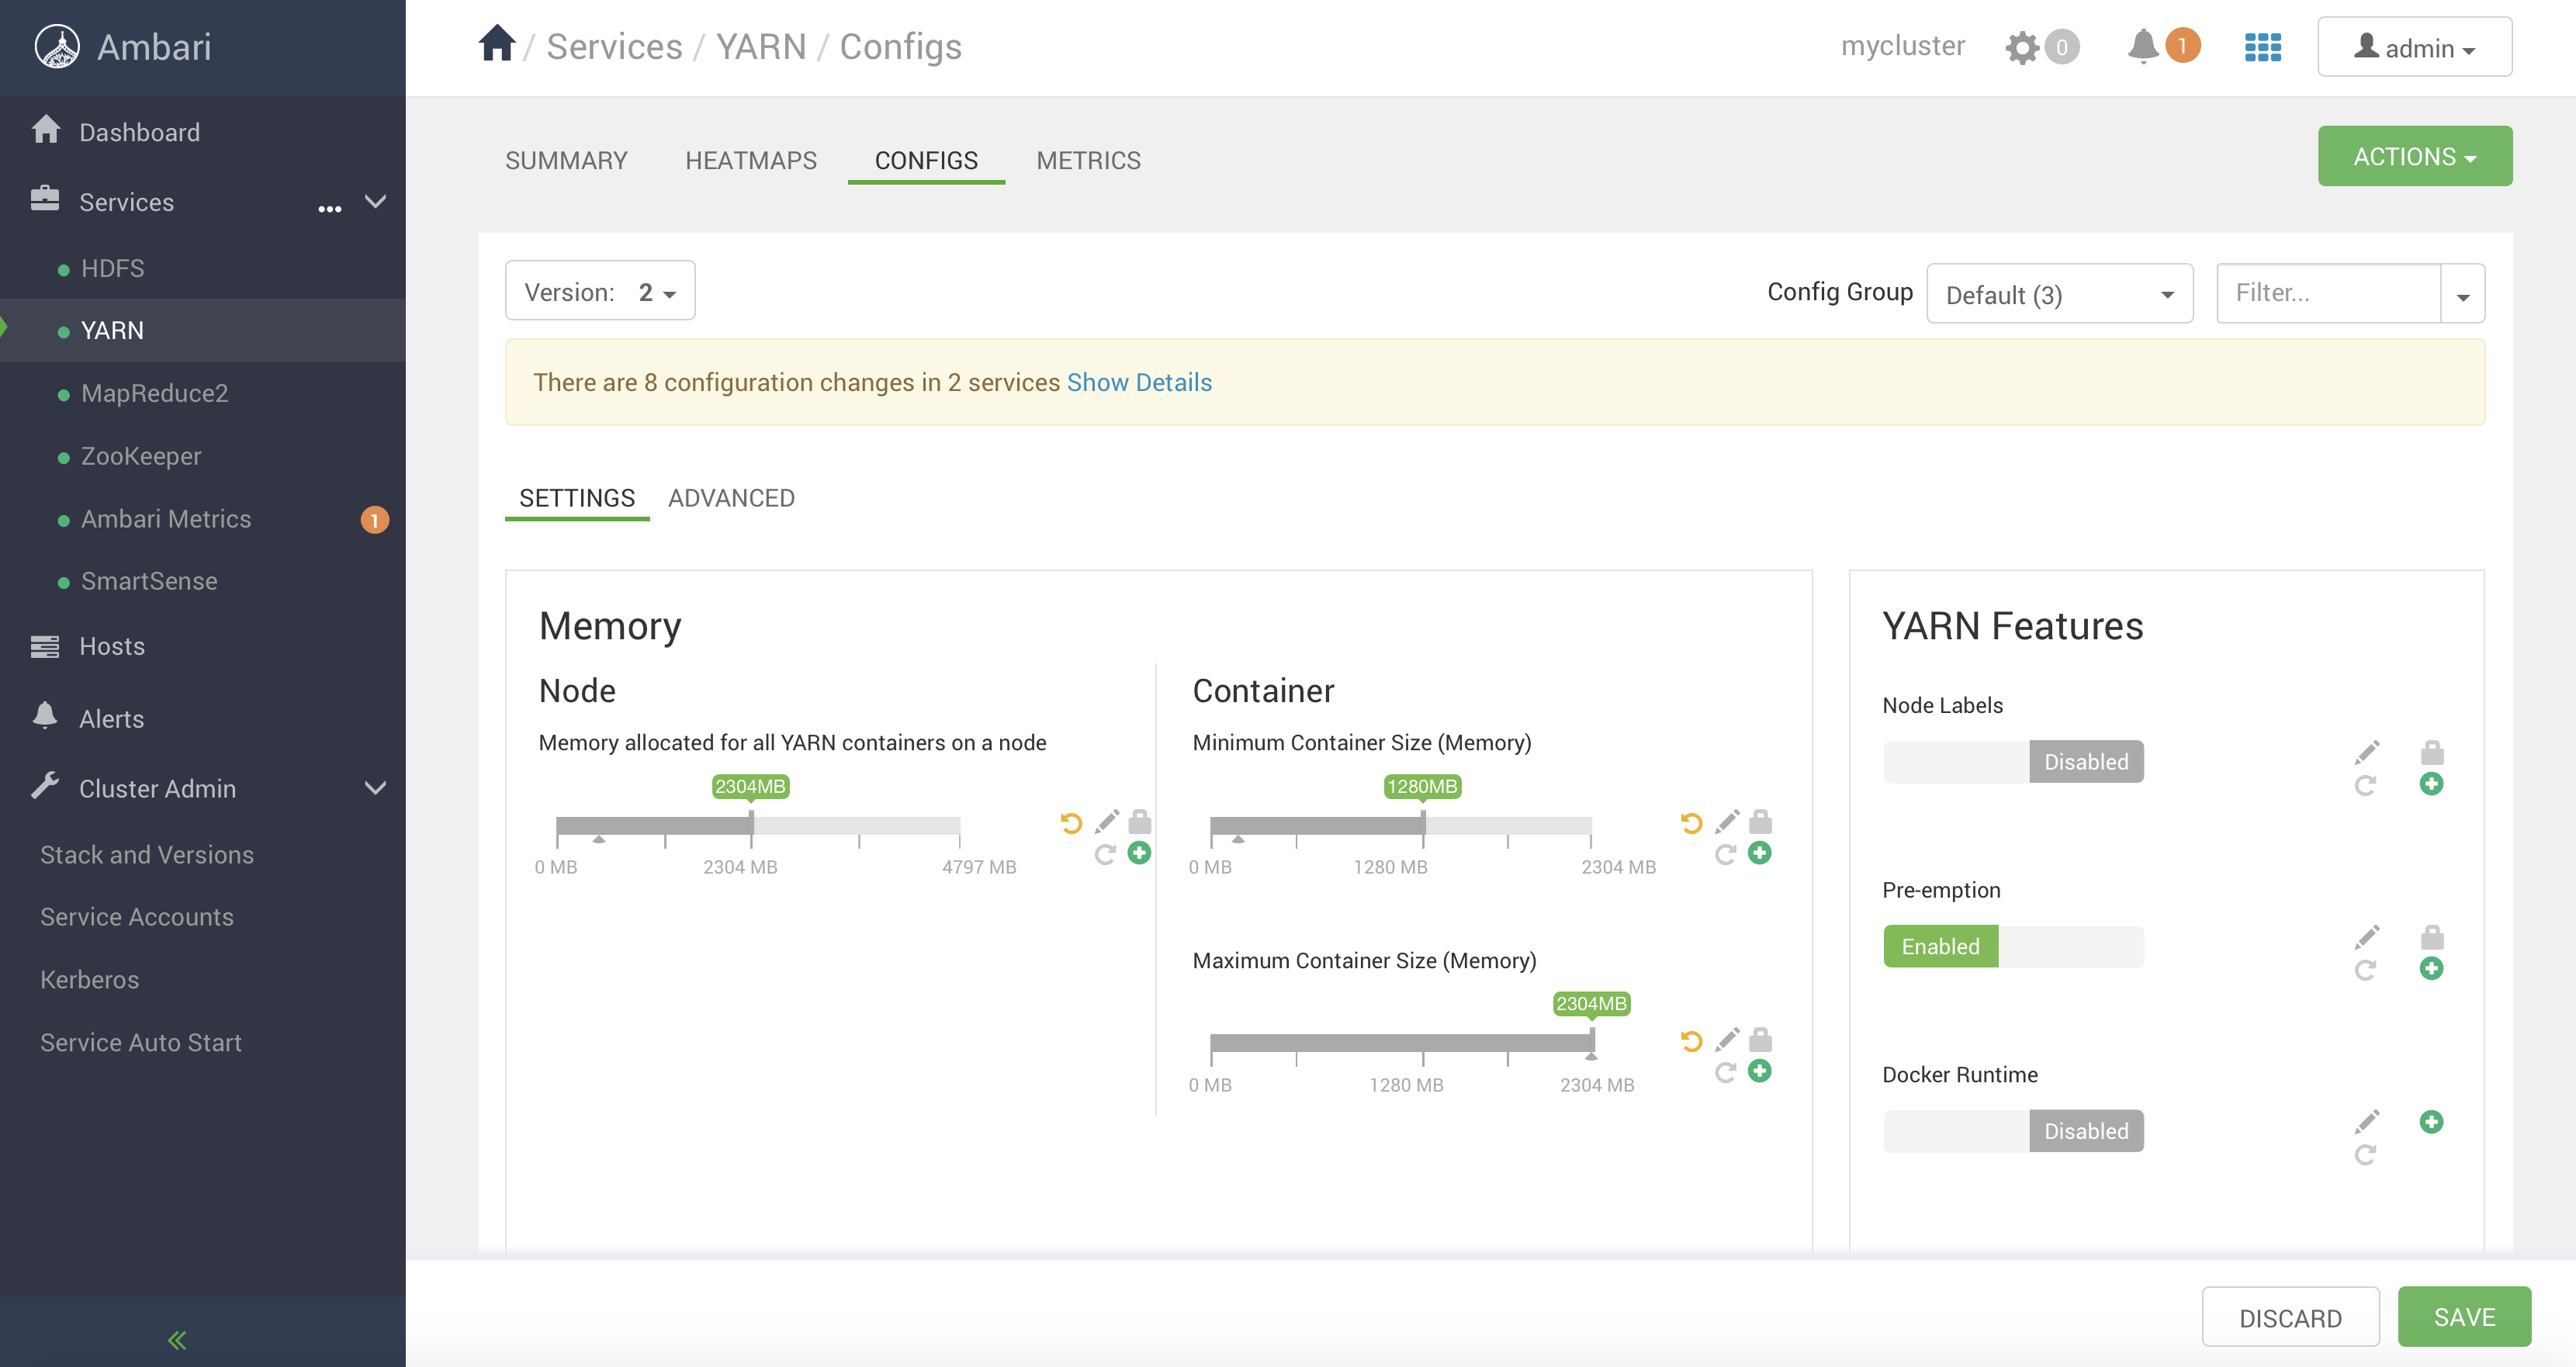 Ambari
/ Services / YARN / Configs
mycluster
0
1
admin
Dashboard
Services
...
HDFS
YARN
MapReduce2
ZooKeeper
Ambari Metrics
1
SmartSense
Hosts
Alerts
Cluster Admin
Stack and Versions
Service Accounts
Kerberos
Service Auto Start
SUMMARY
HEATMAPS
CONFIGS
METRICS
ACTIONS
Version: 2
Config Group
Default (3)
Filter...
There are 8 configuration changes in 2 services Show Details
SETTINGS
ADVANCED
Memory
Node
Memory allocated for all YARN containers on a node
2304MB
0 MB
2304 MB
4797 MB
Container
Minimum Container Size (Memory)
1280MB
0 MB
1280 MB
2304 MB
Maximum Container Size (Memory)
2304MB
0 MB
1280 MB
2304 MB
YARN Features
Node Labels
Disabled
Pre-emption
Enabled
Docker Runtime
Disabled
DISCARD
SAVE